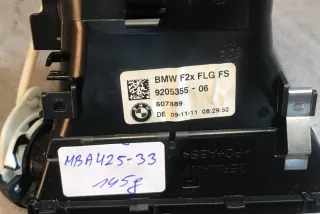 BMW F2x FLG FS
9205355 - 06
607889
DE 09-11-11 08:29:52
MBA425-33
145g